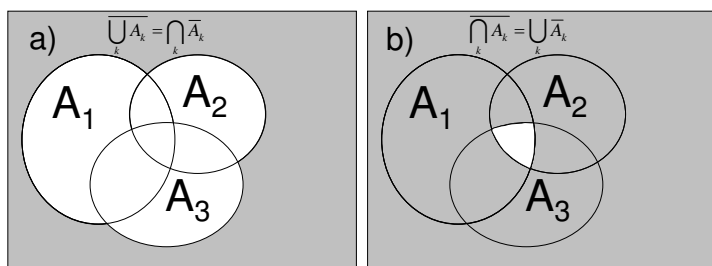 a) $\overline{\bigcup_k A_k} = \bigcap_k \overline{A}_k$
A₁
A₂
A₃
b) $\overline{\bigcap_k A_k} = \bigcup_k \overline{A}_k$
A₁
A₂
A₃